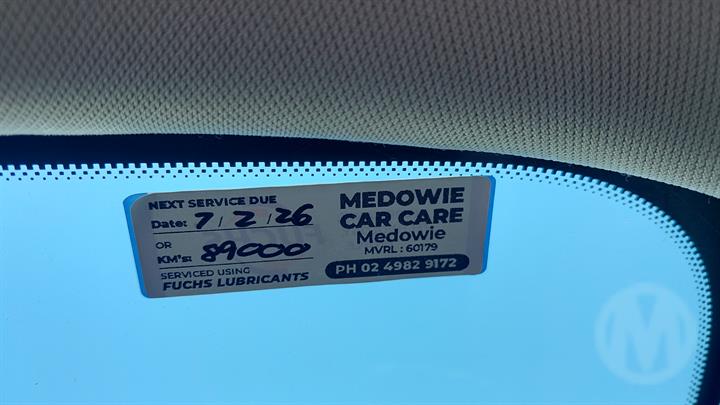 NEXT SERVICE DUE
Date: 7/2/26
OR
KM's: 89000
SERVICED USING
FUCHS LUBRICANTS
MEDOWIE
CAR CARE
Medowie
MVRL : 60179
PH 02 4982 9172
M